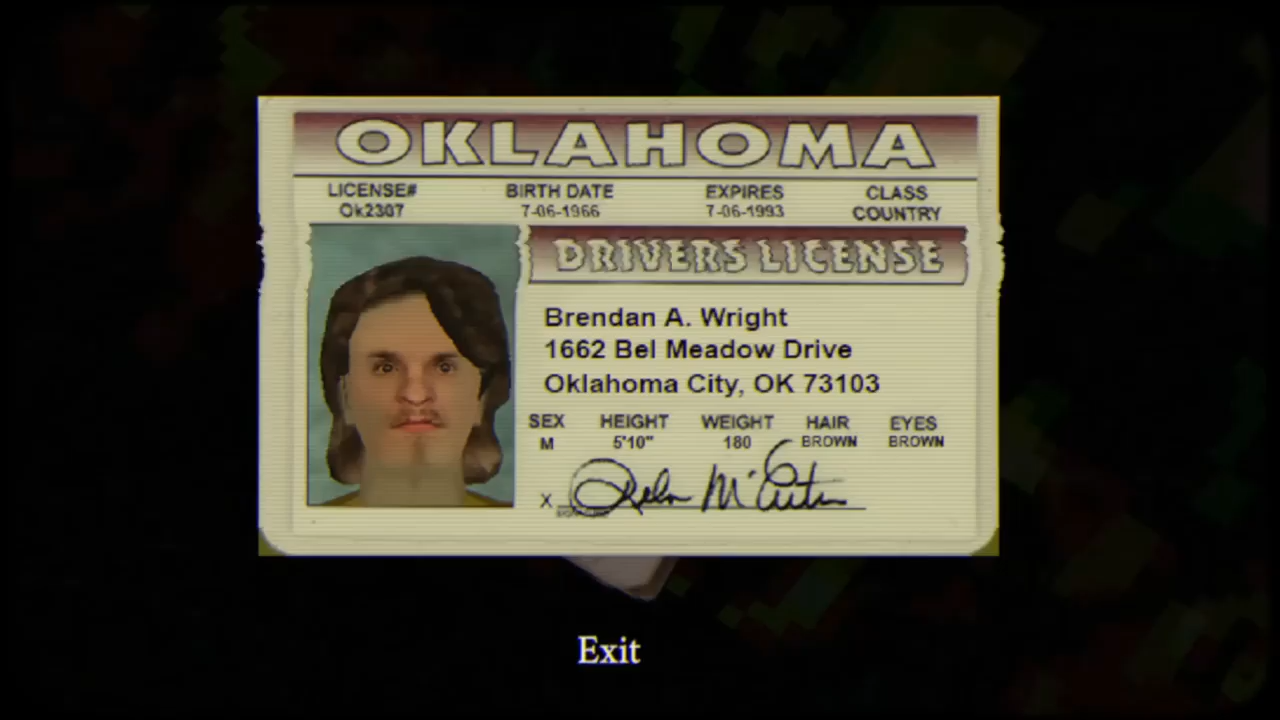 OKLAHOMA
LICENSE# BIRTH DATE EXPIRES CLASS
Ok2307 7-06-1966 7-06-1993 COUNTRY
DRIVERS LICENSE
Brendan A. Wright
1662 Bel Meadow Drive
Oklahoma City, OK 73103
SEX HEIGHT WEIGHT HAIR EYES
M 5'10" 180 BROWN BROWN
X
Exit